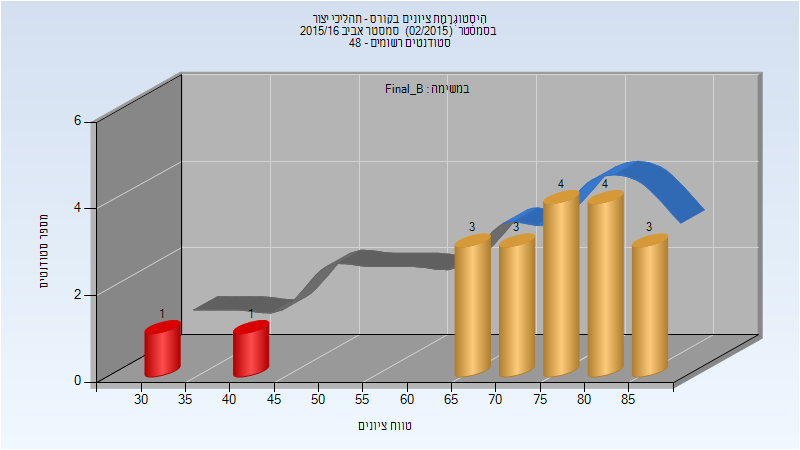 היסטוגרמת ציונים בקורס - תהליכי יצור
בסמסטר (02/2015) סמסטר אביב 2015/16
סטודנטים רשומים - 48
במשימה : Final_B
מספר סטודנטים
6
4
2
0
1
1
3
3
4
4
3
30 35 40 45 50 55 60 65 70 75 80 85
טווח ציונים